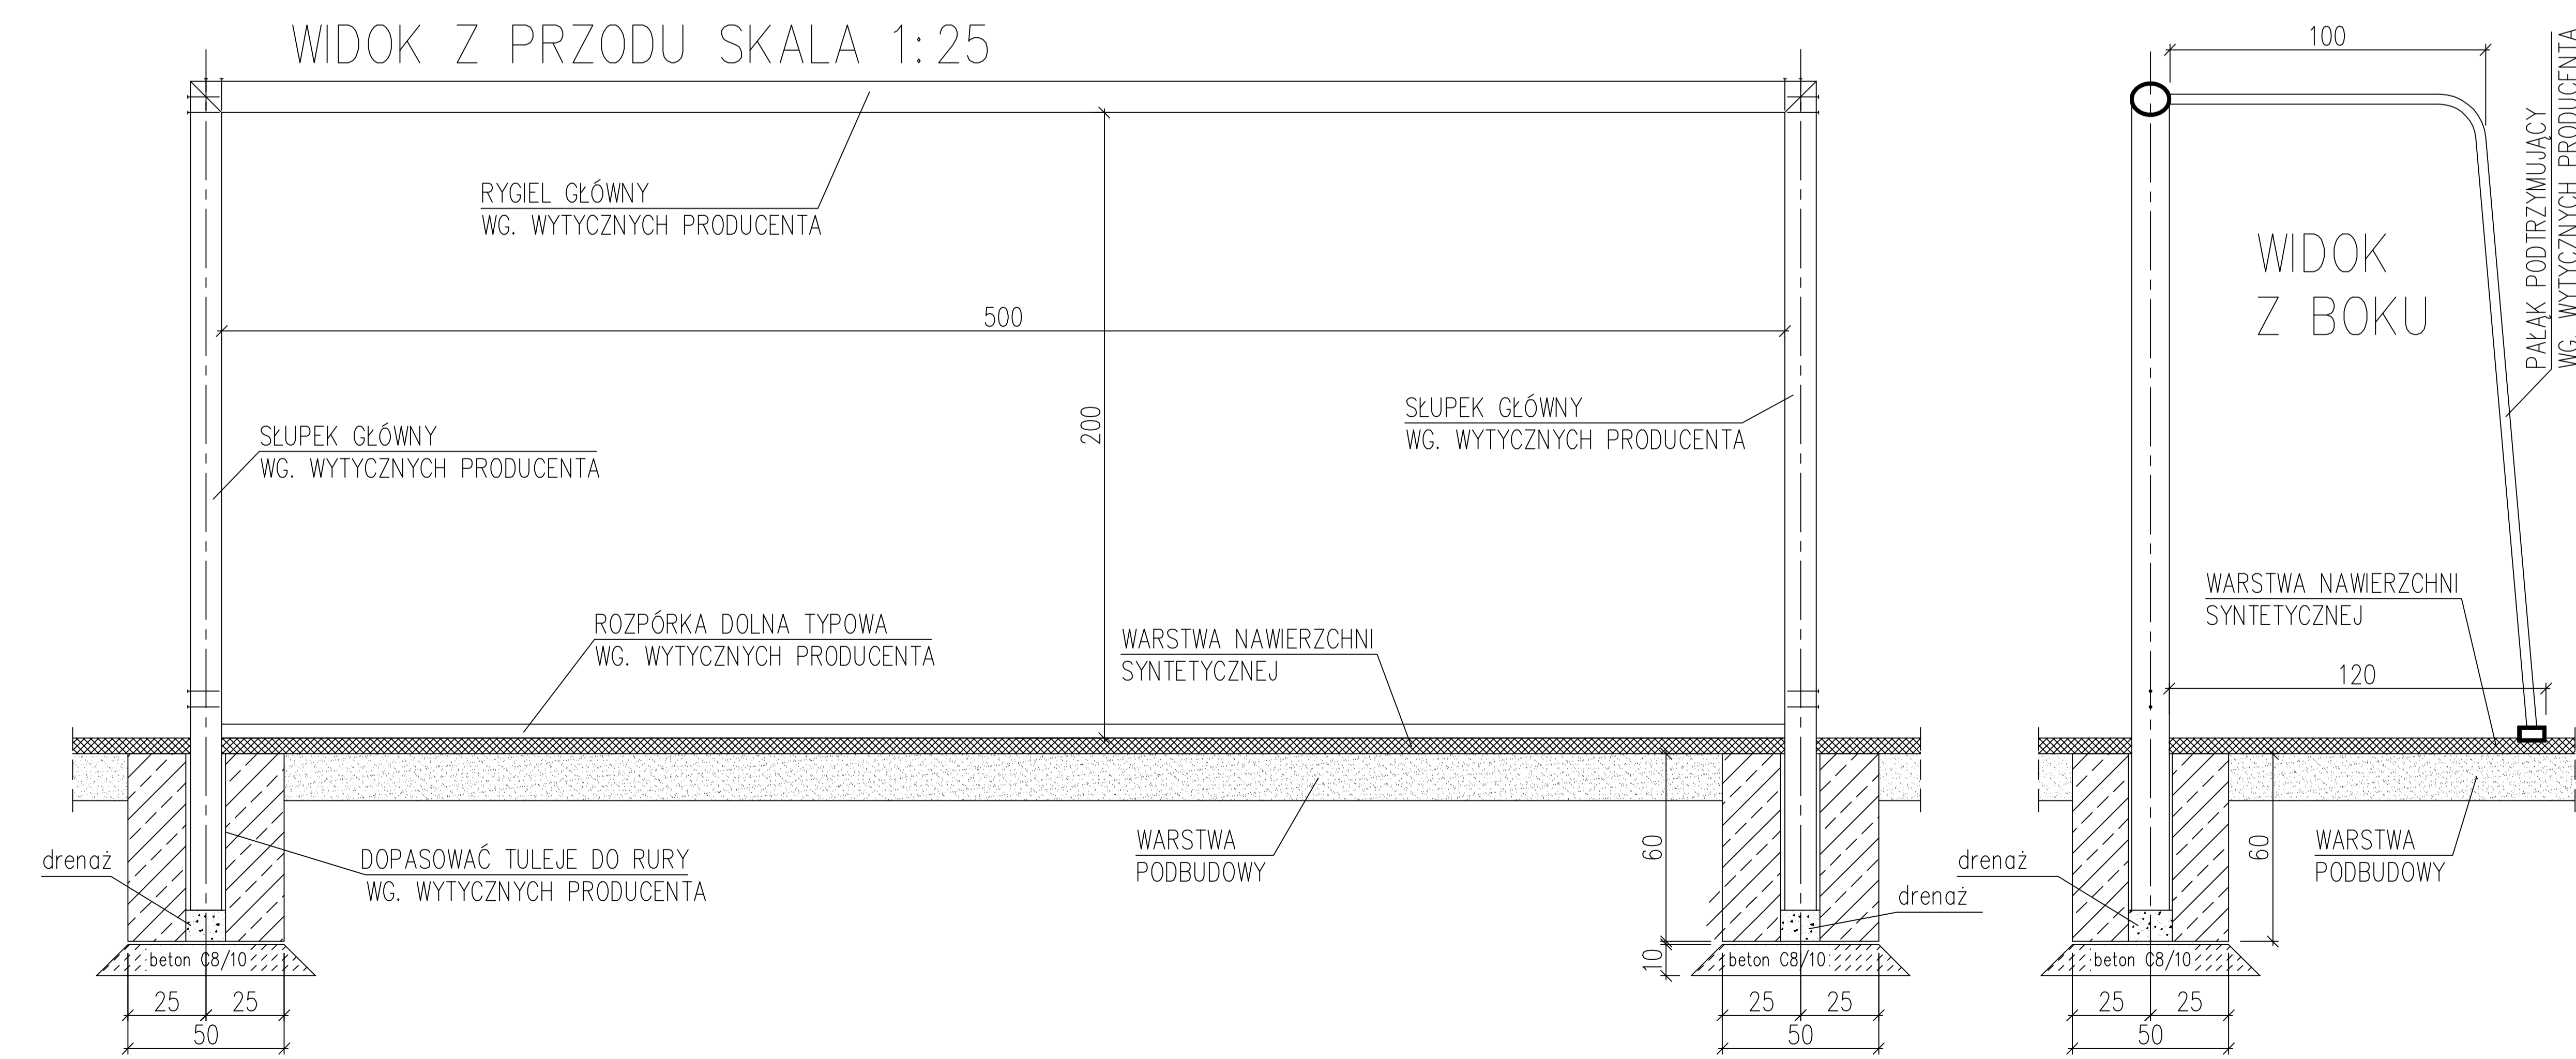 WIDOK Z PRZODU SKALA 1:25
RYGIEL GŁÓWNY
WG. WYTYCZNYCH PRODUCENTA
500
200
SŁUPEK GŁÓWNY
WG. WYTYCZNYCH PRODUCENTA
SŁUPEK GŁÓWNY
WG. WYTYCZNYCH PRODUCENTA
ROZPÓRKA DOLNA TYPOWA
WG. WYTYCZNYCH PRODUCENTA
WARSTWA NAWIERZCHNI
SYNTETYCZNEJ
WARSTWA
PODBUDOWY
drenaż
DOPASOWAĆ TULEJE DO RURY
WG. WYTYCZNYCH PRODUCENTA
beton C8/10
25
25
50
60
10
drenaż
beton C8/10
25
25
50
100
PAŁĄK PODTRZYMUJĄCY
WG. WYTYCZNYCH PRODUCENTA
WIDOK
Z BOKU
WARSTWA NAWIERZCHNI
SYNTETYCZNEJ
120
WARSTWA
PODBUDOWY
60
drenaż
beton C8/10
25
25
50